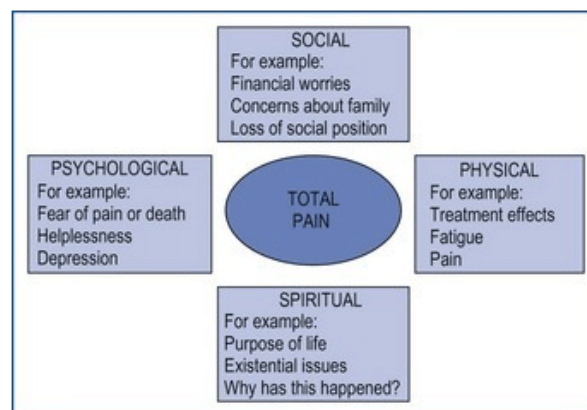 SOCIAL
For example:
Financial worries
Concerns about family
Loss of social position
PSYCHOLOGICAL
For example:
Fear of pain or death
Helplessness
Depression
TOTAL
PAIN
PHYSICAL
For example:
Treatment effects
Fatigue
Pain
SPIRITUAL
For example:
Purpose of life
Existential issues
Why has this happened?